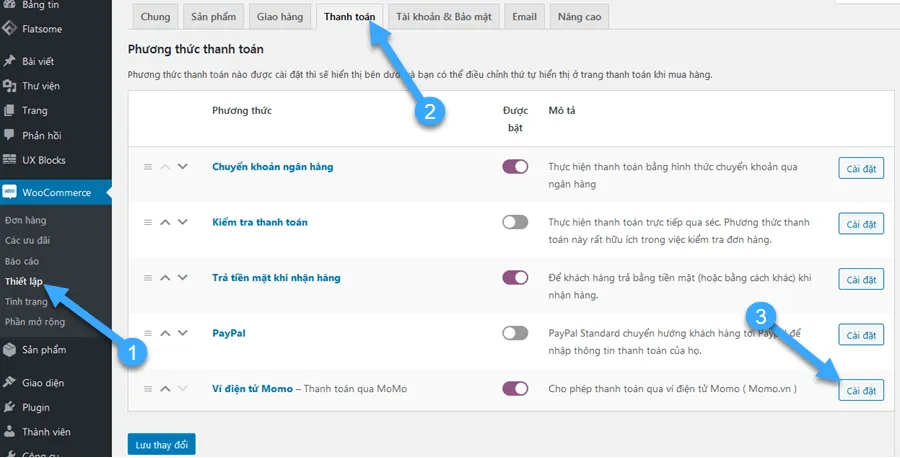 Bảng tin
Flatsome
Bài viết
Thư viện
Trang
Phản hồi
UX Blocks
WooCommerce
Đơn hàng
Các ưu đãi
Báo cáo
Thiết lập
Tình trạng
Phần mở rộng
Sản phẩm
Giao diện
Plugin
Thành viên
Công cụ
1
Chung
Sản phẩm
Giao hàng
Thanh toán
Tài khoản & Bảo mật
Email
Nâng cao
2
Phương thức thanh toán
Phương thức thanh toán nào được cài đặt thì sẽ hiển thị bên dưới và bạn có thể điều chỉnh thứ tự hiển thị ở trang thanh toán khi mua hàng.
Phương thức
Được
bật
Mô tả
Chuyển khoản ngân hàng
Thực hiện thanh toán bằng hình thức chuyển khoản qua
ngân hàng
Cài đặt
Kiểm tra thanh toán
Thực hiện thanh toán trực tiếp qua séc. Phương thức thanh
toán này rất hữu ích trong việc kiểm tra đơn hàng.
Cài đặt
Trả tiền mặt khi nhận hàng
Để khách hàng trả bằng tiền mặt (hoặc bằng cách khác) khi
nhận hàng.
Cài đặt
3
PayPal
PayPal Standard chuyển hướng khách hàng tới PayPal để
nhập thông tin thanh toán của họ.
Cài đặt
Ví điện tử Momo – Thanh toán qua MoMo
Cho phép thanh toán qua ví điện tử Momo ( Momo.vn )
Cài đặt
Lưu thay đổi